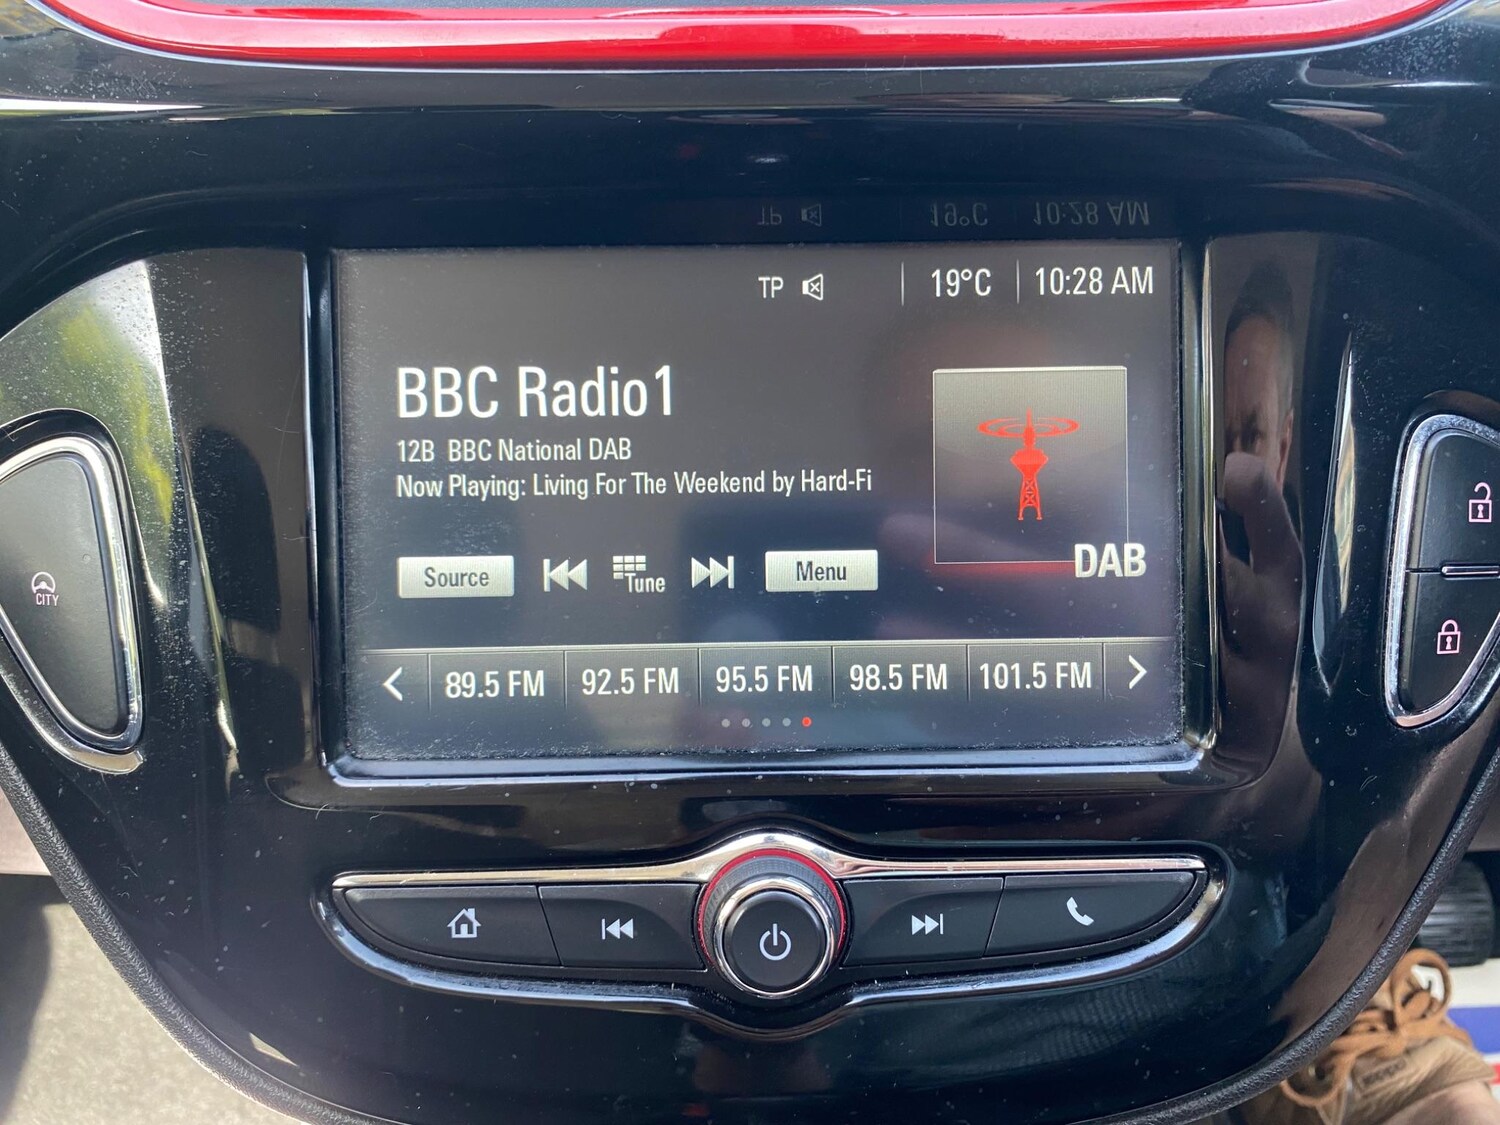 TP 19°C 10:28 AM
BBC Radio1
12B BBC National DAB
Now Playing: Living For The Weekend by Hard-Fi
DAB
Source Tune Menu
89.5 FM 92.5 FM 95.5 FM 98.5 FM 101.5 FM
CITY